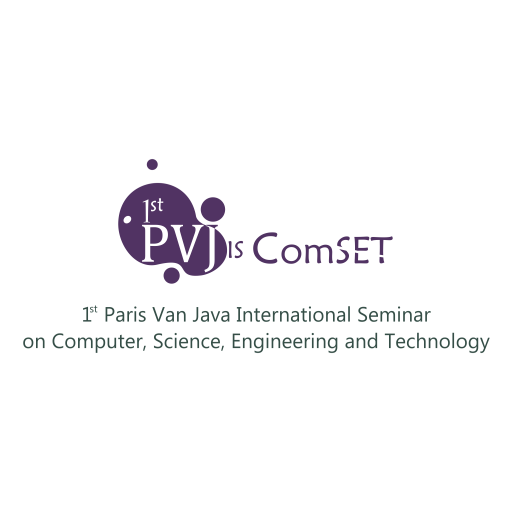 1st
PVJ IS ComSET
1st Paris Van Java International Seminar
on Computer, Science, Engineering and Technology